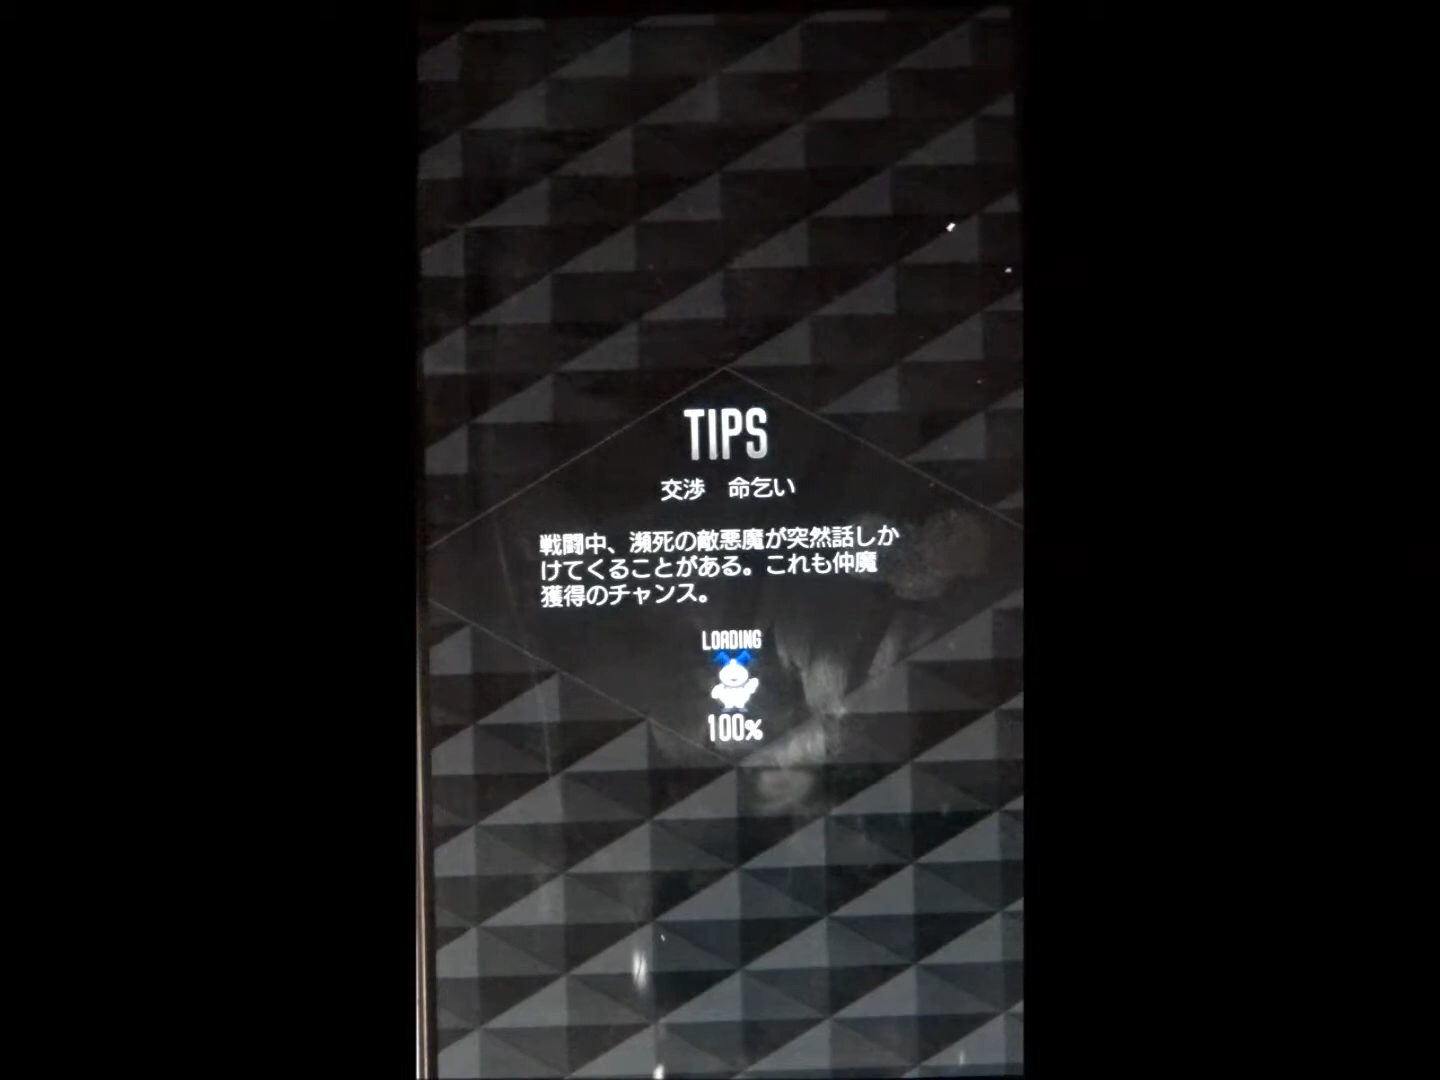 TIPS
交渉　命乞い
戦闘中、瀕死の敵悪魔が突然話しか
けてくることがある。これも仲魔
獲得のチャンス。
LOADING
100%